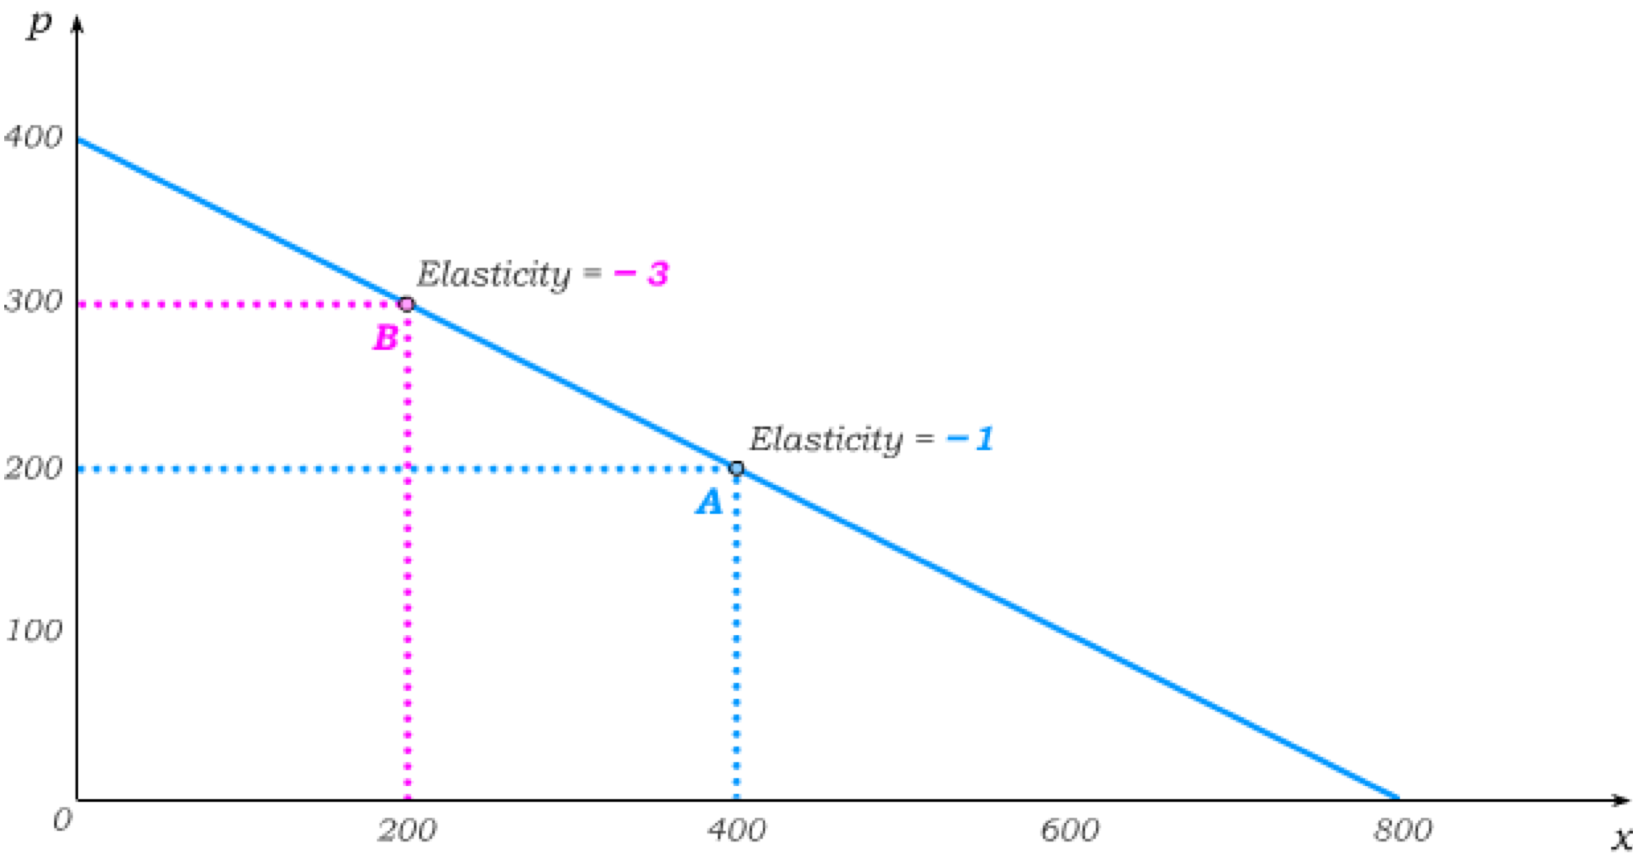 p
400
Elasticity = – 3
300
B
Elasticity = – 1
200
A
100
0
200
400
600
800
x